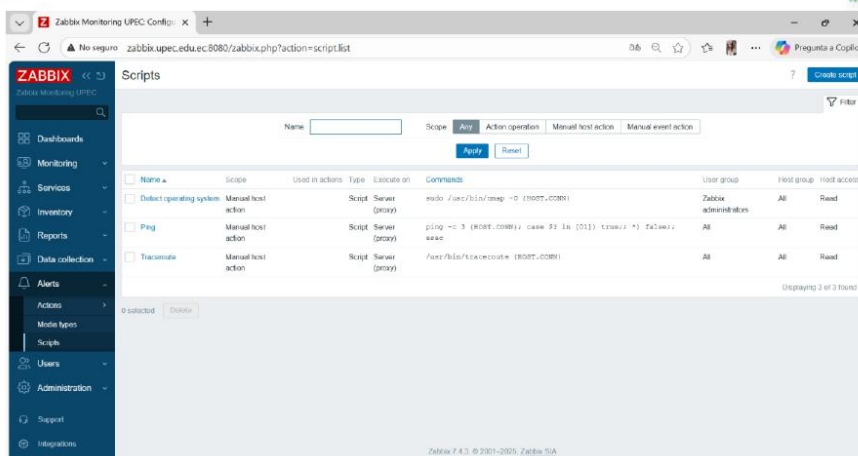 Zabbix Monitoring UPEC: Configu
No seguro zabbix.upec.edu.ec:8080/zabbix.php?action=script.list
Pregunta a Copilo
ZABBIX
Zabbix Monitoring UPEC
Scripts
? Create script
Filter
Name
Scope Any Action operation Manual host action Manual event action
Apply Reset
Dashboards
Monitoring
Services
Inventory
Reports
Data collection
Alerts
Actions
Media types
Scripts
Users
Administration
Support
Integrations
Name Scope Used in actions Type Execute on Commands User group Host group Host access
Detect operating system Manual host action Script Server (proxy) sudo /usr/bin/nmap -O {HOST.CONN} Zabbix administrators All Read
Ping Manual host action Script Server (proxy) ping -c 3 {HOST.CONN}; case $? in [01]) true;; *) false;; esac All All Read
Traceroute Manual host action Script Server (proxy) /usr/bin/traceroute {HOST.CONN} All All Read
Displaying 3 of 3 found
0 selected Delete
Zabbix 7.4.3. © 2001–2025, Zabbix SIA